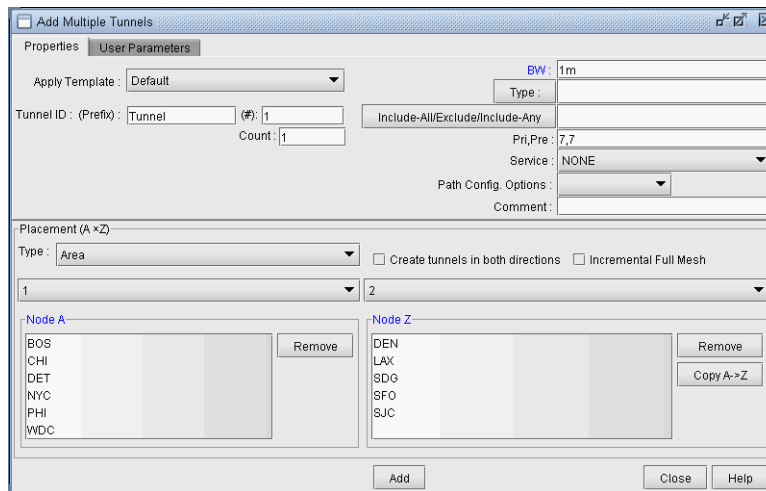 Add Multiple Tunnels
Properties User Parameters
Apply Template : Default
Tunnel ID : (Prefix) : Tunnel (#): 1
Count : 1
BW : 1m
Type :
Include-All/Exclude/Include-Any
Pri,Pre : 7,7
Service : NONE
Path Config. Options :
Comment :
Placement (A ×Z)
Type : Area
Create tunnels in both directions Incremental Full Mesh
1 2
Node A
BOS
CHI
DET
NYC
PHI
WDC
Remove
Node Z
DEN
LAX
SDG
SFO
SJC
Remove
Copy A->Z
Add Close Help